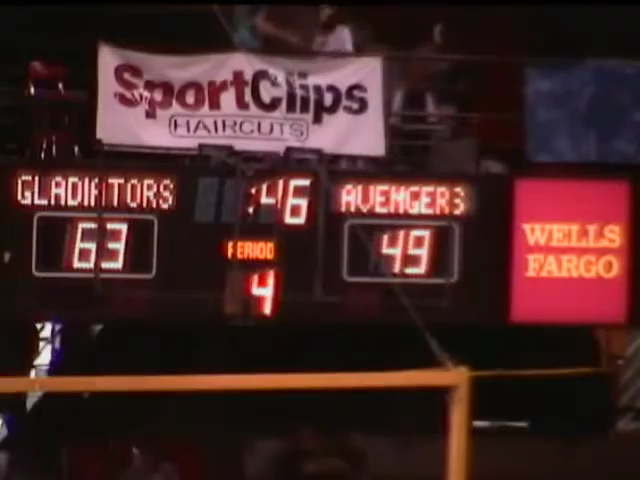 SportClips
HAIRCUTS
GLADIATORS :46 AVENGERS
63 49
PERIOD
4
WELLS
FARGO